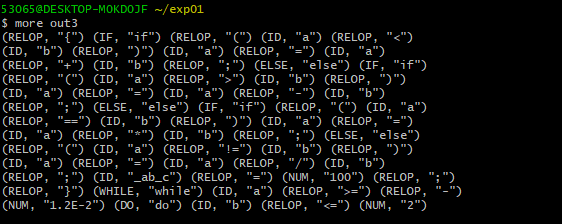 53065@DESKTOP-MOKDOJF ~/exp01
$ more out3
(RELOP, "{") (IF, "if") (RELOP, "(") (ID, "a") (RELOP, "<")
(ID, "b") (RELOP, ")") (ID, "a") (RELOP, "=") (ID, "a")
(RELOP, "+") (ID, "b") (RELOP, ";") (ELSE, "else") (IF, "if")
(RELOP, "(") (ID, "a") (RELOP, ">") (ID, "b") (RELOP, ")")
(ID, "a") (RELOP, "=") (ID, "a") (RELOP, "-") (ID, "b")
(RELOP, ";") (ELSE, "else") (IF, "if") (RELOP, "(") (ID, "a")
(RELOP, "==") (ID, "b") (RELOP, ")") (ID, "a") (RELOP, "=")
(ID, "a") (RELOP, "*") (ID, "b") (RELOP, ";") (ELSE, "else")
(RELOP, "(") (ID, "a") (RELOP, "!=") (ID, "b") (RELOP, ")")
(ID, "a") (RELOP, "=") (ID, "a") (RELOP, "/") (ID, "b")
(RELOP, ";") (ID, "_ab_c") (RELOP, "=") (NUM, "100") (RELOP, ";")
(RELOP, "}") (WHILE, "while") (ID, "a") (RELOP, ">=") (RELOP, "-")
(NUM, "1.2E-2") (DO, "do") (ID, "b") (RELOP, "<=") (NUM, "2")